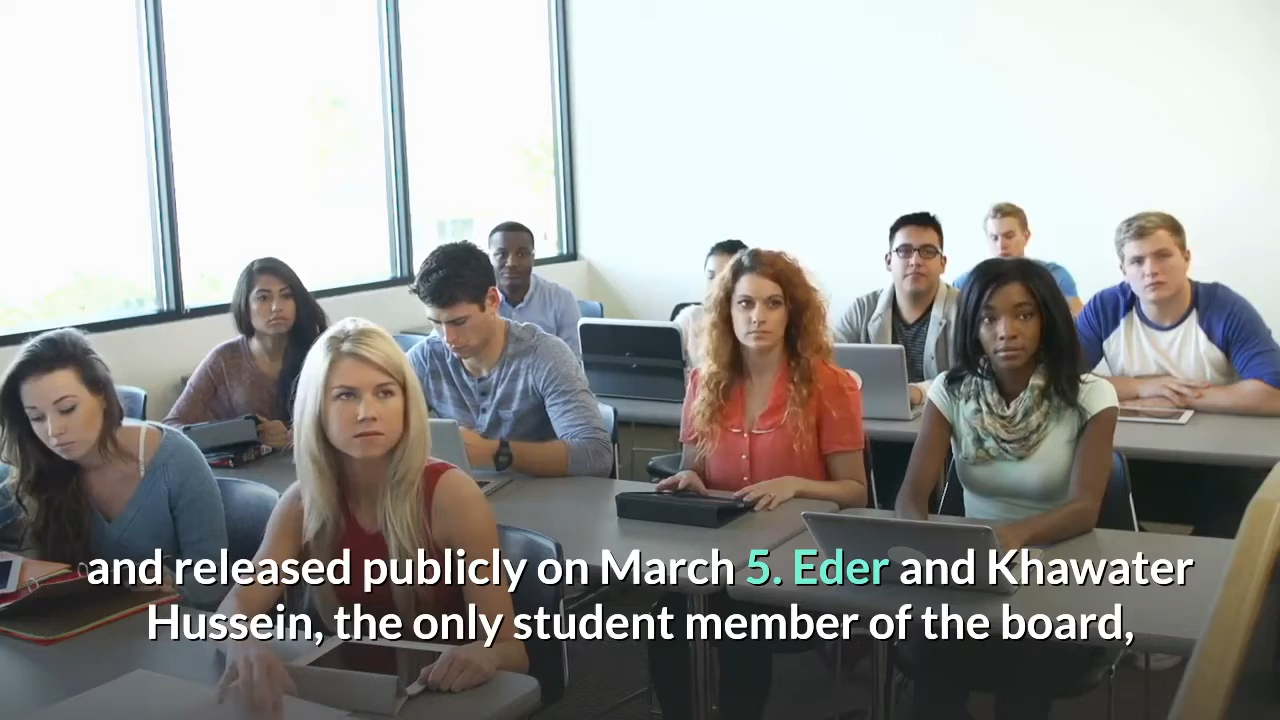 and released publicly on March 5. Eder and Khawater
Hussein, the only student member of the board,